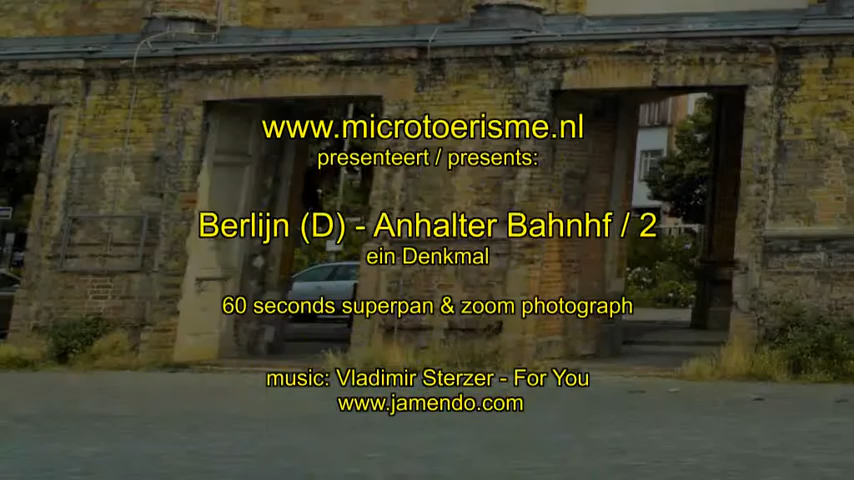 www.microtoerisme.nl
presenteert / presents:
Berlijn (D) - Anhalter Bahnhf / 2
ein Denkmal
60 seconds superpan & zoom photograph
music: Vladimir Sterzer - For You
www.jamendo.com